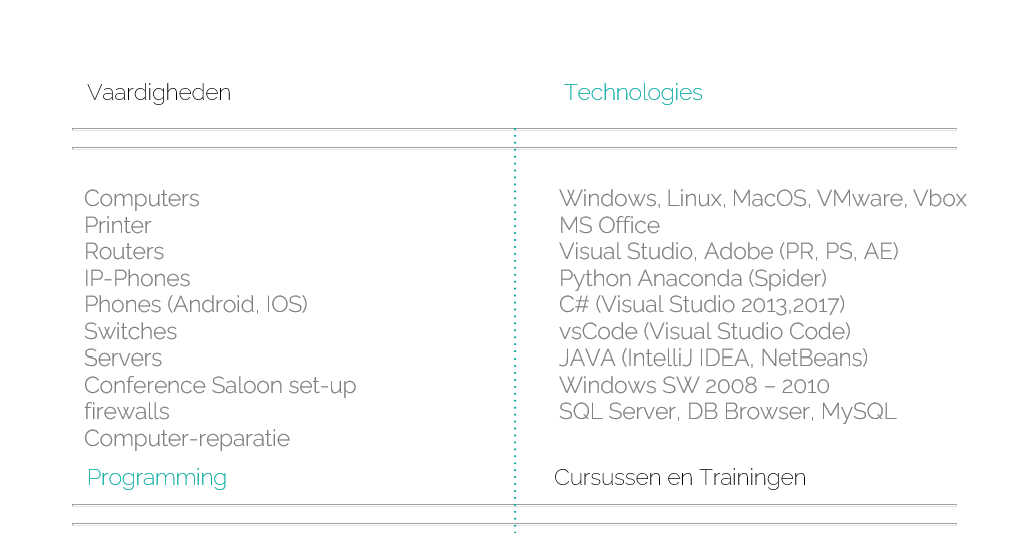 Vaardigheden
Technologies
Computers
Printer
Routers
IP-Phones
Phones (Android, IOS)
Switches
Servers
Conference Saloon set-up
firewalls
Computer-reparatie
Windows, Linux, MacOS, VMware, Vbox
MS Office
Visual Studio, Adobe (PR, PS, AE)
Python Anaconda (Spider)
C# (Visual Studio 2013,2017)
vsCode (Visual Studio Code)
JAVA (IntelliJ IDEA, NetBeans)
Windows SW 2008 – 2010
SQL Server, DB Browser, MySQL
Programming
Cursussen en Trainingen